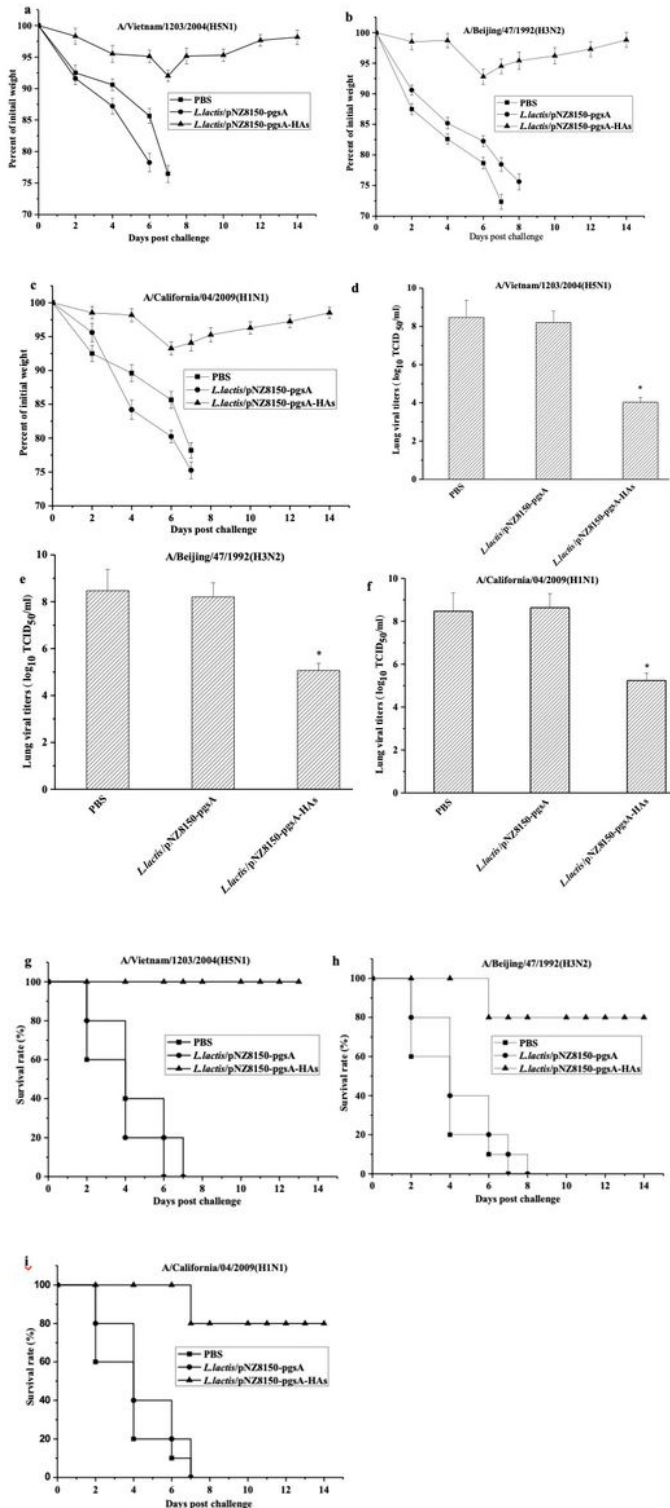 a
A/Vietnam/1203/2004(H5N1)
Percent of initail weight
100
95
90
85
80
75
70
PBS
L.lactis/pNZ8150-pgsA
L.lactis/pNZ8150-pgsA-HAs
0 2 4 6 8 10 12 14
Days post challenge
b
A/Beijing/47/1992(H3N2)
Percent of initial weight
100
95
90
85
80
75
70
PBS
L.lactis/pNZ8150-pgsA
L.lactis/pNZ8150-pgsA-HAs
0 2 4 6 8 10 12 14
Days post challenge
c
A/California/04/2009(H1N1)
Percent of initial weight
100
95
90
85
80
75
70
PBS
L.lactis/pNZ8150-pgsA
L.lactis/pNZ8150-pgsA-HAs
0 2 4 6 8 10 12 14
Days post challenge
d
A/Vietnam/1203/2004(H5N1)
Lung viral titers ( log10 TCID 50/ml)
10
8
6
4
2
0
*
PBS
L.lactis/pNZ8150-pgsA
L.lactis/pNZ8150-pgsA-HAs
e
A/Beijing/47/1992(H3N2)
Lung viral titers ( log10 TCID50/ml)
10
8
6
4
2
0
*
PBS
L.lactis/pNZ8150-pgsA
L.lactis/pNZ8150-pgsA-HAs
f
A/California/04/2009(H1N1)
Lung viral titers ( log10 TCID50/ml)
10
8
6
4
2
0
*
PBS
L.lactis/pNZ8150-pgsA
L.lactis/pNZ8150-pgsA-HAs
g
A/Vietnam/1203/2004(H5N1)
Survival rate (%)
100
80
60
40
20
0
PBS
L.lactis/pNZ8150-pgsA
L.lactis/pNZ8150-pgsA-HAs
0 2 4 6 8 10 12 14
Days post challenge
h
A/Beijing/47/1992(H3N2)
Survival rate (%)
100
80
60
40
20
0
PBS
L.lactis/pNZ8150-pgsA
L.lactis/pNZ8150-pgsA-HAs
0 2 4 6 8 10 12 14
Days post challenge
i
A/California/04/2009(H1N1)
Survival rate (%)
100
80
60
40
20
0
PBS
L.lactis/pNZ8150-pgsA
L.lactis/pNZ8150-pgsA-HAs
0 2 4 6 8 10 12 14
Days post challenge